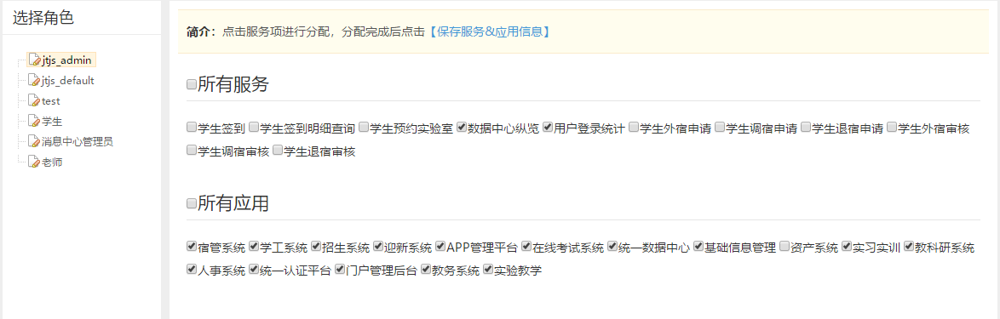 选择角色
jtjs_admin
jtjs_default
test
学生
消息中心管理员
老师
简介：点击服务项进行分配，分配完成后点击【保存服务&应用信息】
所有服务
学生签到 学生签到明细查询 学生预约实验室 数据中心纵览 用户登录统计 学生外宿申请 学生调宿申请 学生退宿申请 学生外宿审核
学生调宿审核 学生退宿审核
所有应用
宿管系统 学工系统 招生系统 迎新系统 APP管理平台 在线考试系统 统一数据中心 基础信息管理 资产系统 实习实训 教科研系统
人事系统 统一认证平台 门户管理后台 教务系统 实验教学